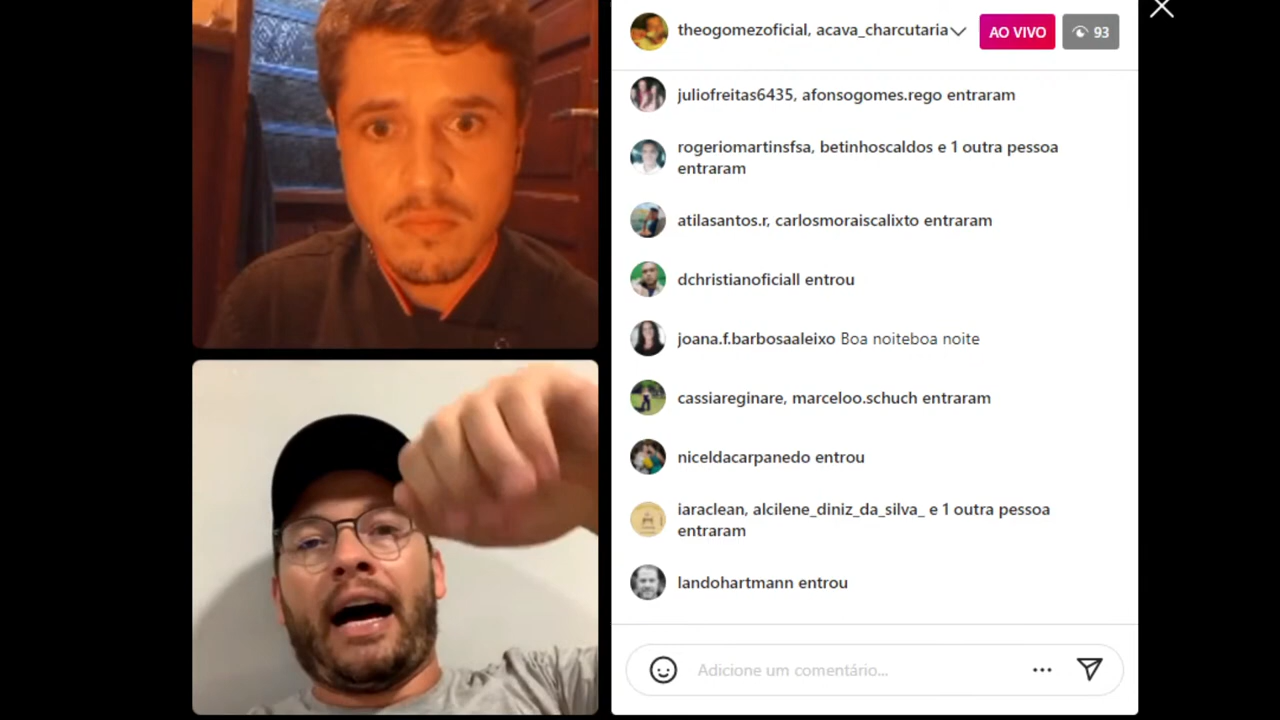 theogomezoficial, acava_charcutaria
AO VIVO
93
juliofreitas6435, afonsogomes.rego entraram
rogeriomartinsfsa, betinhoscaldos e 1 outra pessoa
entraram
atilasantos.r, carlosmoraiscalixto entraram
dchristianoficiall entrou
joana.f.barbosaaleixo Boa noiteboa noite
cassiareginare, marceloo.schuch entraram
niceldacarpanedo entrou
iaraclean, alcilene_diniz_da_silva_ e 1 outra pessoa
entraram
landohartmann entrou
Adicione um comentário...